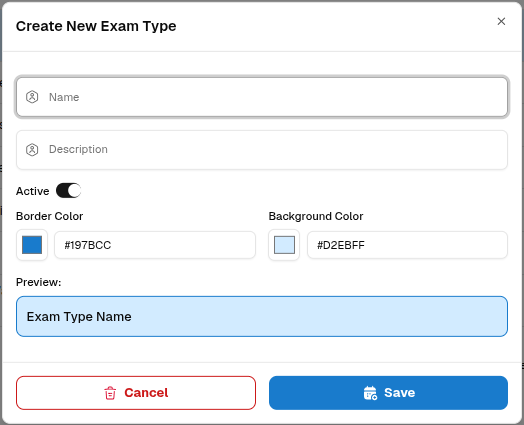 Create New Exam Type
Name
Description
Active
Border Color
Background Color
#197BCC
#D2EBFF
Preview:
Exam Type Name
Cancel
Save